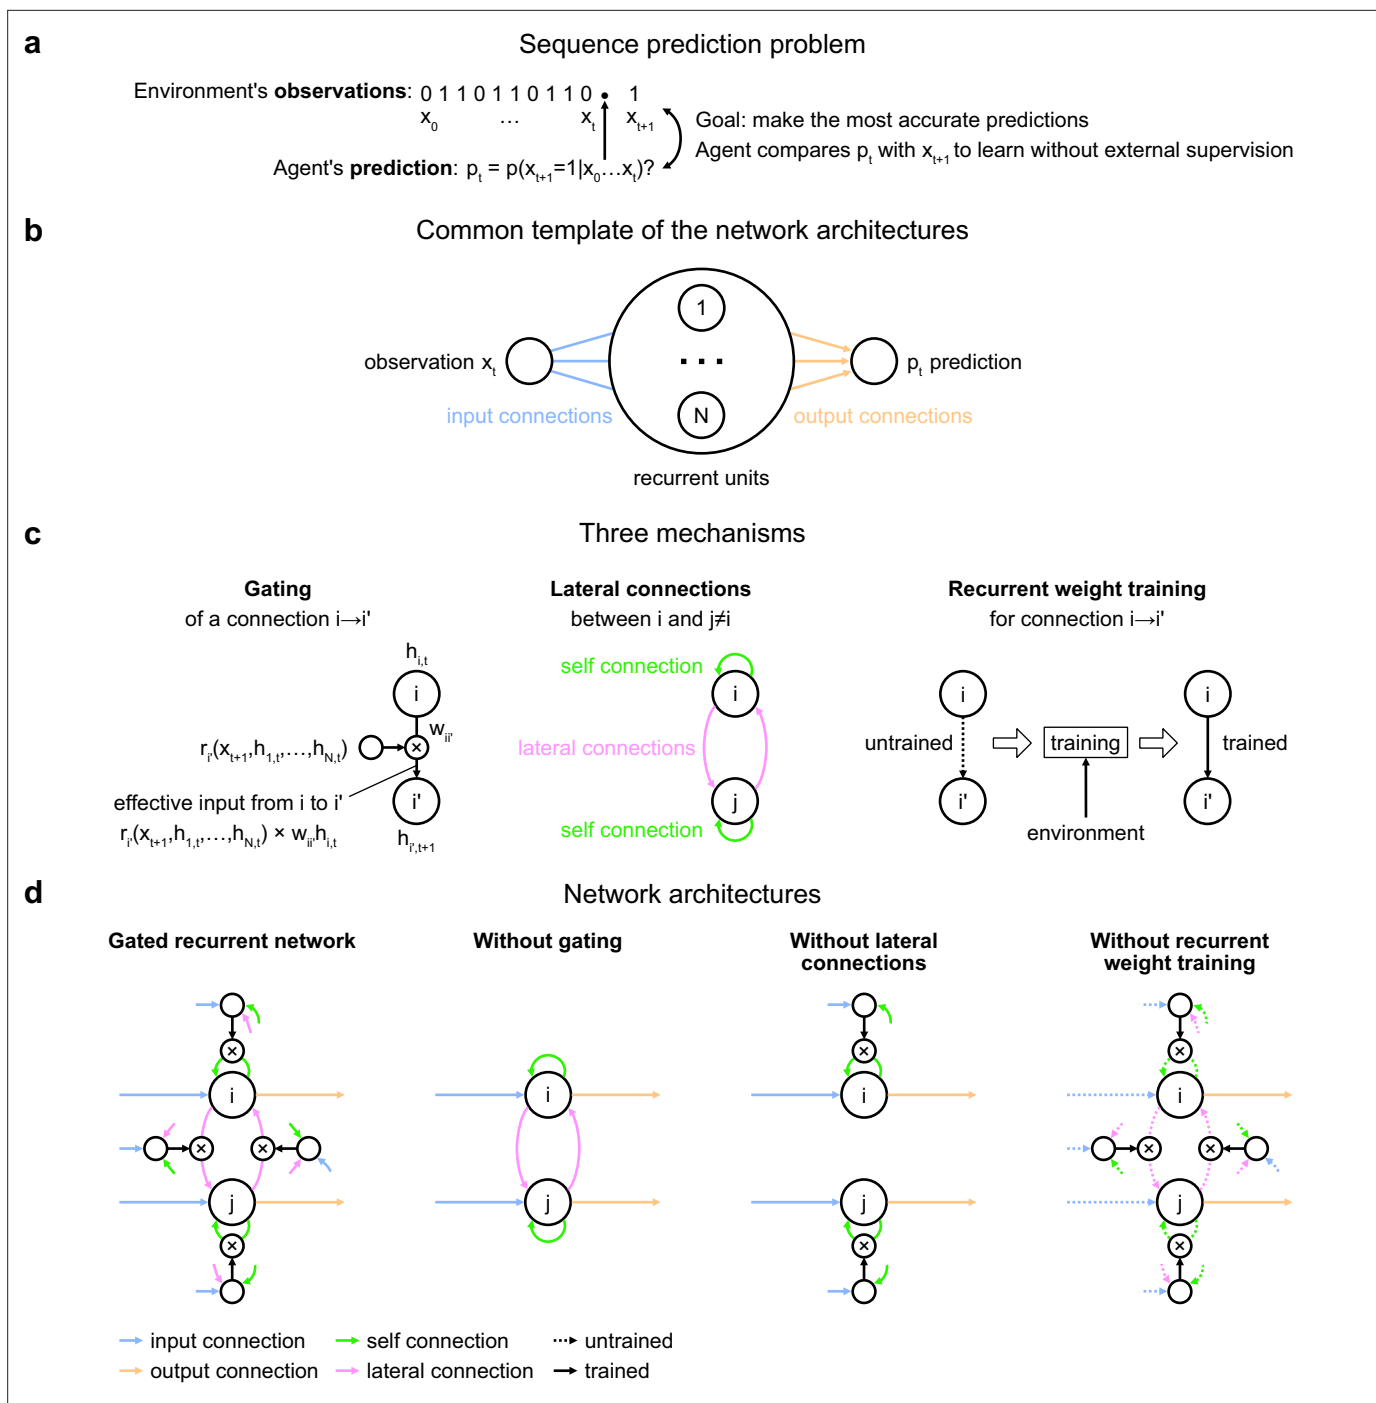 a
Sequence prediction problem
Environment's observations: 0 1 1 0 1 1 0 1 1 0 • 1
x0 … xt xt+1
Goal: make the most accurate predictions
Agent compares pt with xt+1 to learn without external supervision
Agent's prediction: pt = p(xt+1=1|x0…xt)?
b
Common template of the network architectures
1
observation xt
…
pt prediction
input connections
N
output connections
recurrent units
c
Three mechanisms
Gating
of a connection i→i'
hi,t
i
wii'
ri'(xt+1,h1,t,…,hN,t)
×
effective input from i to i'
i'
ri'(xt+1,h1,t,…,hN,t) × wii'hi,t
hi',t+1
Lateral connections
between i and j≠i
self connection
i
lateral connections
j
self connection
Recurrent weight training
for connection i→i'
i
i
untrained
training
trained
i'
i'
environment
d
Network architectures
Gated recurrent network
×
i
×
×
j
×
Without gating
i
j
Without lateral
connections
×
i
j
×
Without recurrent
weight training
×
i
×
×
j
×
input connection
self connection
untrained
output connection
lateral connection
trained